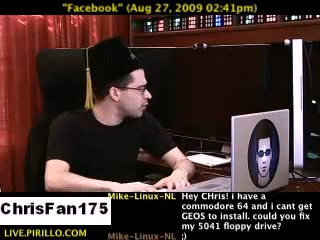 "Facebook" (Aug 27, 2009 02:41pm)
Mike-Linux-NL Hey CHris! i have a
commodore 64 and i cant get
GEOS to install. could you fix
my 5041 floppy drive?
;)
ChrisFan175
LIVE.PIRILLO.COM
Mike-Linux-NL